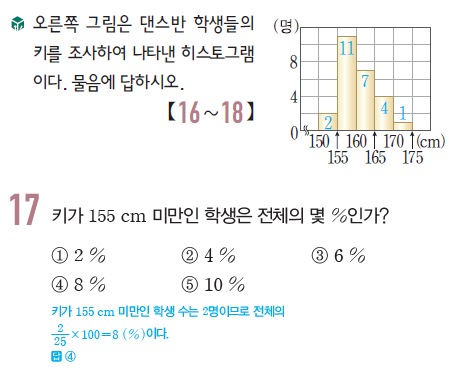 오른쪽 그림은 댄스반 학생들의
키를 조사하여 나타낸 히스토그램
이다. 물음에 답하시오.
【16~18】
(명)
8
4
0
2
11
7
4
1
150 160 170 (cm)
155 165 175
17 키가 155 cm 미만인 학생은 전체의 몇 %인가?
① 2 % ② 4 % ③ 6 %
④ 8 % ⑤ 10 %
키가 155 cm 미만인 학생 수는 2명이므로 전체의
2/25×100=8 (%)이다.
답 ④